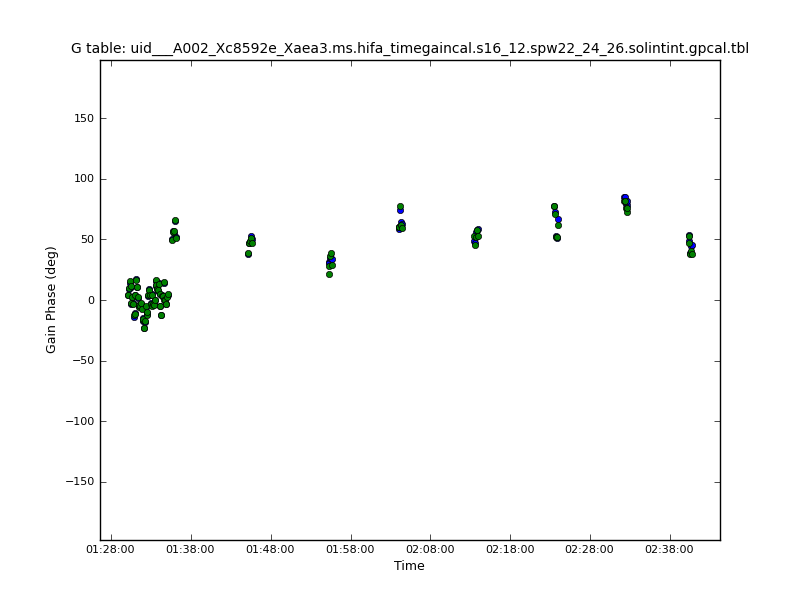 G table: uid___A002_Xc8592e_Xaea3.ms.hifa_timegaincal.s16_12.spw22_24_26.solintint.gpcal.tbl
150
100
50
0
−50
−100
−150
Gain Phase (deg)
01:28:00 01:38:00 01:48:00 01:58:00 02:08:00 02:18:00 02:28:00 02:38:00
Time